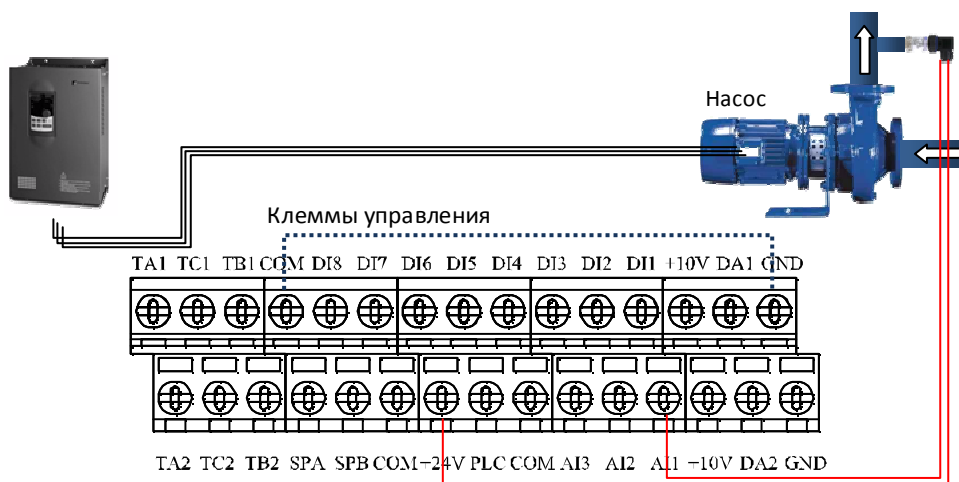 Насос
Клеммы управления
TA1 TC1 TB1 COM DI8 DI7 DI6 DI5 DI4 DI3 DI2 DI1 +10V DA1 GND
TA2 TC2 TB2 SPA SPB COM +24V PLC COM AI3 AI2 AI1 +10V DA2 GND